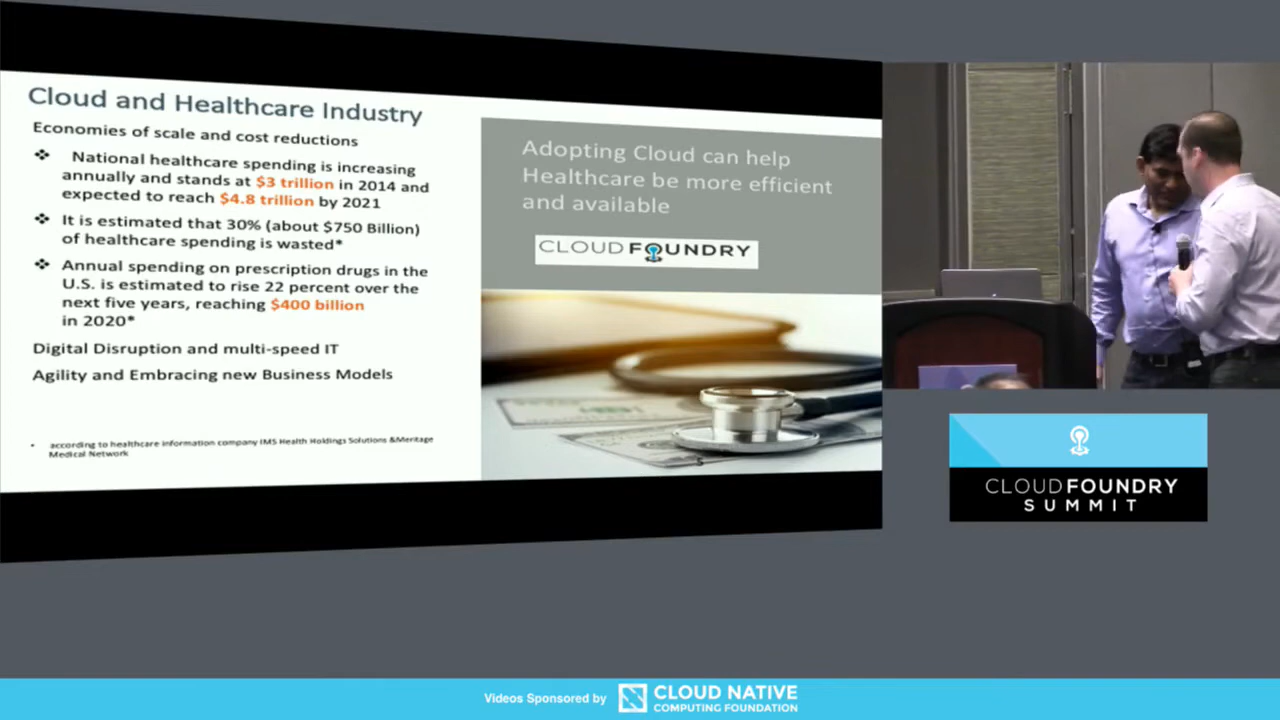 Cloud and Healthcare Industry
Economies of scale and cost reductions
❖ National healthcare spending is increasing
annually and stands at $3 trillion in 2014 and
expected to reach $4.8 trillion by 2021
❖ It is estimated that 30% (about $750 Billion)
of healthcare spending is wasted*
❖ Annual spending on prescription drugs in the
U.S. is estimated to rise 22 percent over the
next five years, reaching $400 billion
in 2020*
Digital Disruption and multi-speed IT
Agility and Embracing new Business Models
• according to healthcare information company IMS Health Holdings Solutions &Meritage
Medical Network
Adopting Cloud can help
Healthcare be more efficient
and available
CLOUD FOUNDRY
CLOUDFOUNDRY
SUMMIT
Videos Sponsored by
CLOUD NATIVE
COMPUTING FOUNDATION